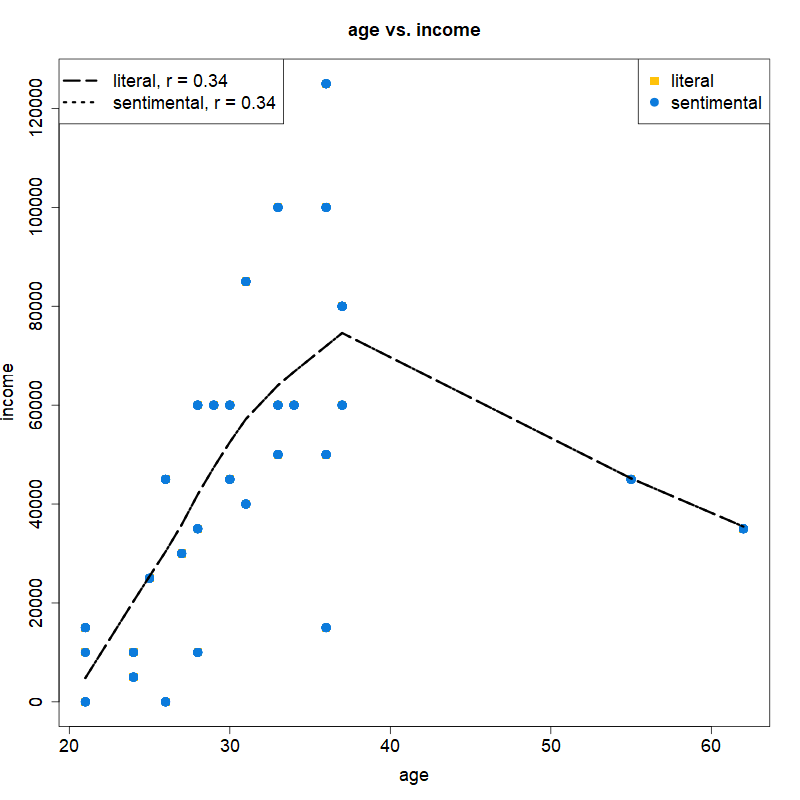 age vs. income
literal, r = 0.34
sentimental, r = 0.34
literal
sentimental
120000
100000
80000
60000
40000
20000
0
income
20 30 40 50 60
age